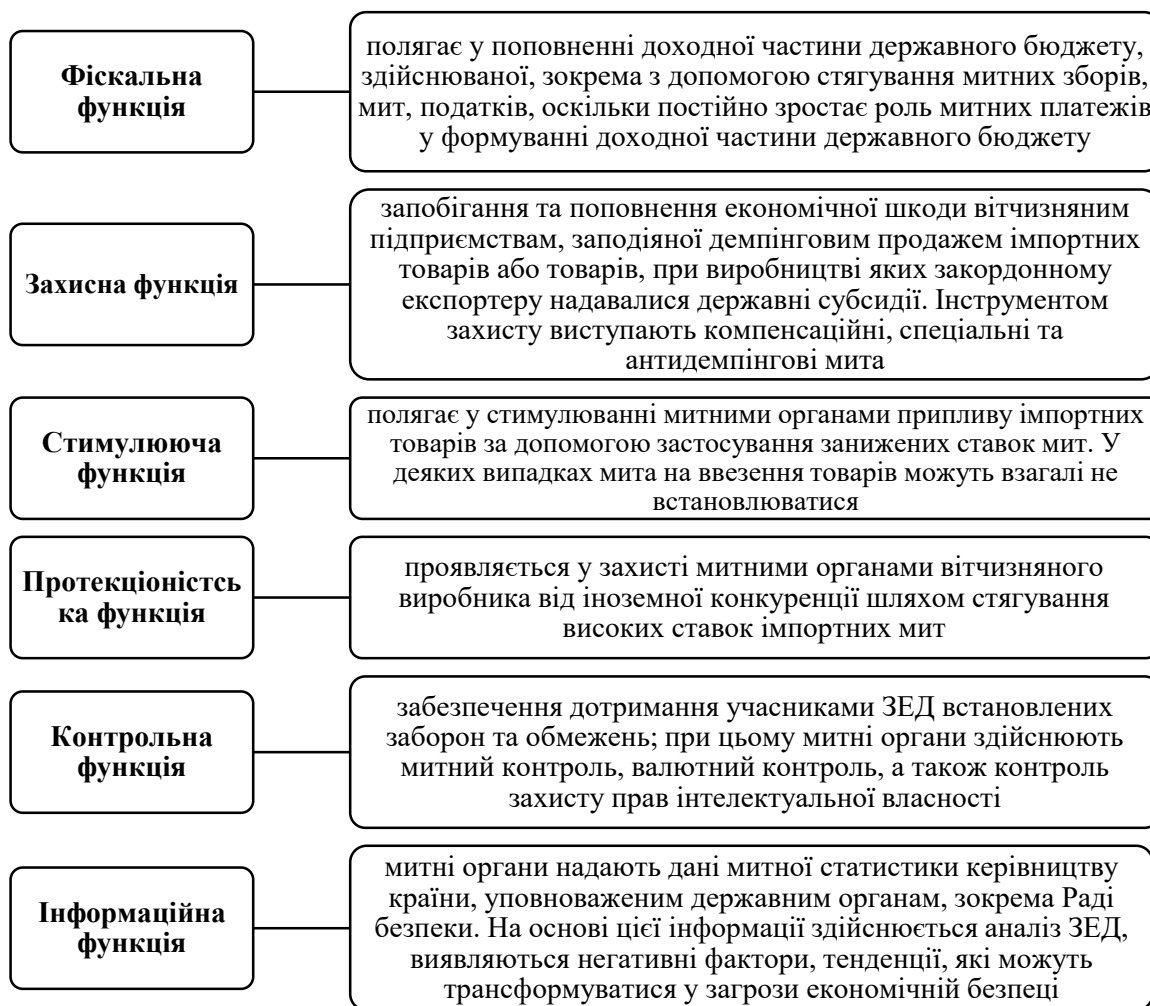 Фіскальна
функція
полягає у поповненні доходної частини державного бюджету,
здійснюваної, зокрема з допомогою стягування митних зборів,
мит, податків, оскільки постійно зростає роль митних платежів
у формуванні доходної частини державного бюджету
Захисна функція
запобігання та поповнення економічної шкоди вітчизняним
підприємствам, заподіяної демпінговим продажем імпортних
товарів або товарів, при виробництві яких закордонному
експортеру надавалися державні субсидії. Інструментом
захисту виступають компенсаційні, спеціальні та
антидемпінгові мита
Стимулююча
функція
полягає у стимулюванні митними органами припливу імпортних
товарів за допомогою застосування занижених ставок мит. У
деяких випадках мита на ввезення товарів можуть взагалі не
встановлюватися
Протекціоністсь
ка функція
проявляється у захисті митними органами вітчизняного
виробника від іноземної конкуренції шляхом стягування
високих ставок імпортних мит
Контрольна
функція
забезпечення дотримання учасниками ЗЕД встановлених
заборон та обмежень; при цьому митні органи здійснюють
митний контроль, валютний контроль, а також контроль
захисту прав інтелектуальної власності
Інформаційна
функція
митні органи надають дані митної статистики керівництву
країни, уповноваженим державним органам, зокрема Раді
безпеки. На основі цієї інформації здійснюється аналіз ЗЕД,
виявляються негативні фактори, тенденції, які можуть
трансформуватися у загрози економічній безпеці